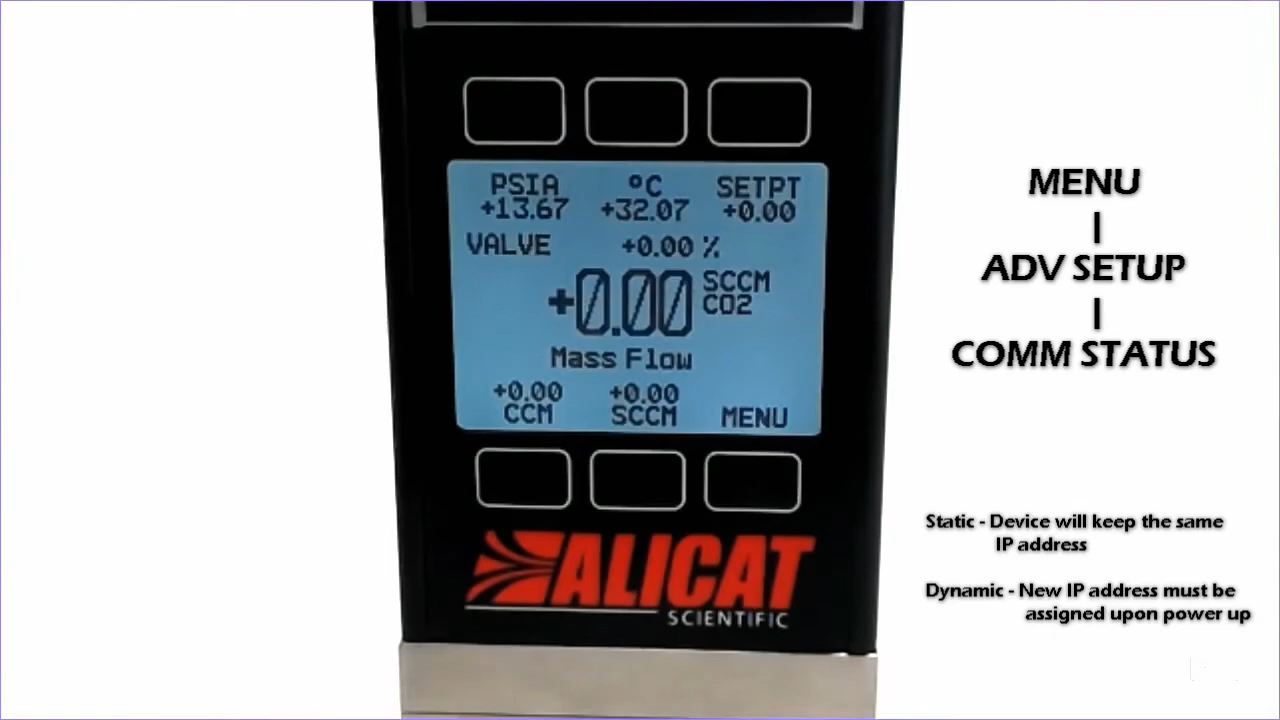 PSIA °C SETPT
+13.67 +32.07 +0.00
VALVE +0.00 %
+0.00 SCCM
CO2
Mass Flow
+0.00 +0.00
CCM SCCM MENU
ALICAT
SCIENTIFIC
MENU
|
ADV SETUP
|
COMM STATUS
Static - Device will keep the same
IP address
Dynamic - New IP address must be
assigned upon power up